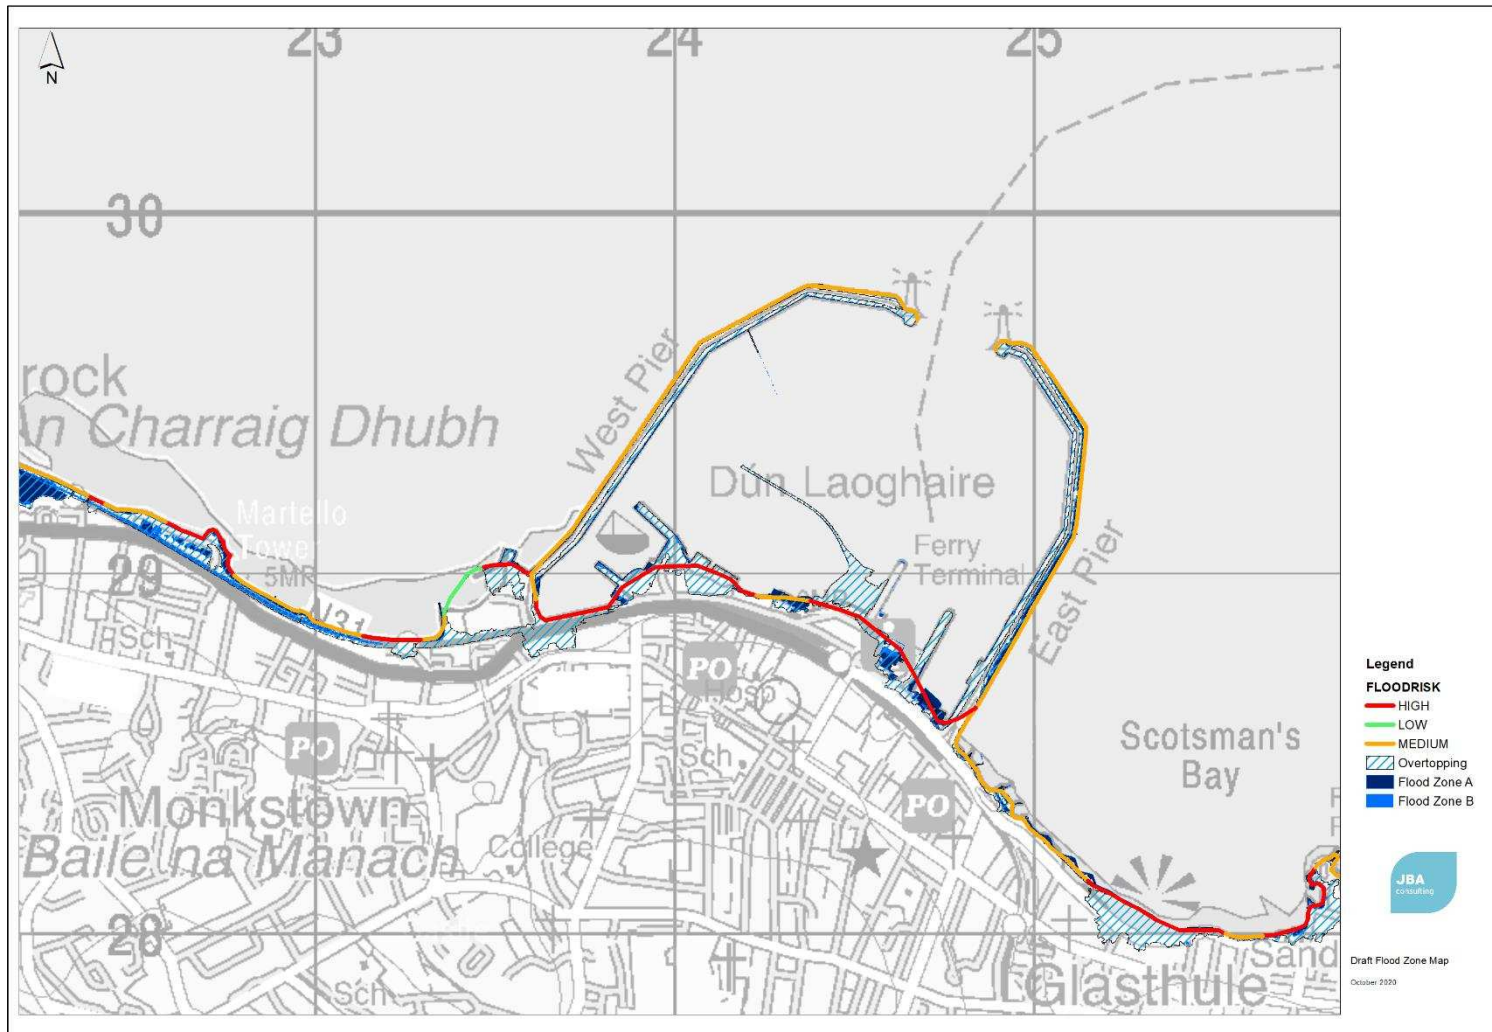 23
24
25
N
30
rock
An Charraig Dhubh
West Pier
Dún Laoghaire
Martello
Tower
29
5MP
Ferry
Terminal
East Pier
N31
Sch
PO
Hosp
i
Sch
Scotsman's
Bay
PO
PO
Monkstown
Baile na Manach
College
28
Sch
Glasthule
Sand
Legend
FLOODRISK
HIGH
LOW
MEDIUM
Overtopping
Flood Zone A
Flood Zone B
JBA
consulting
Draft Flood Zone Map
October 2020